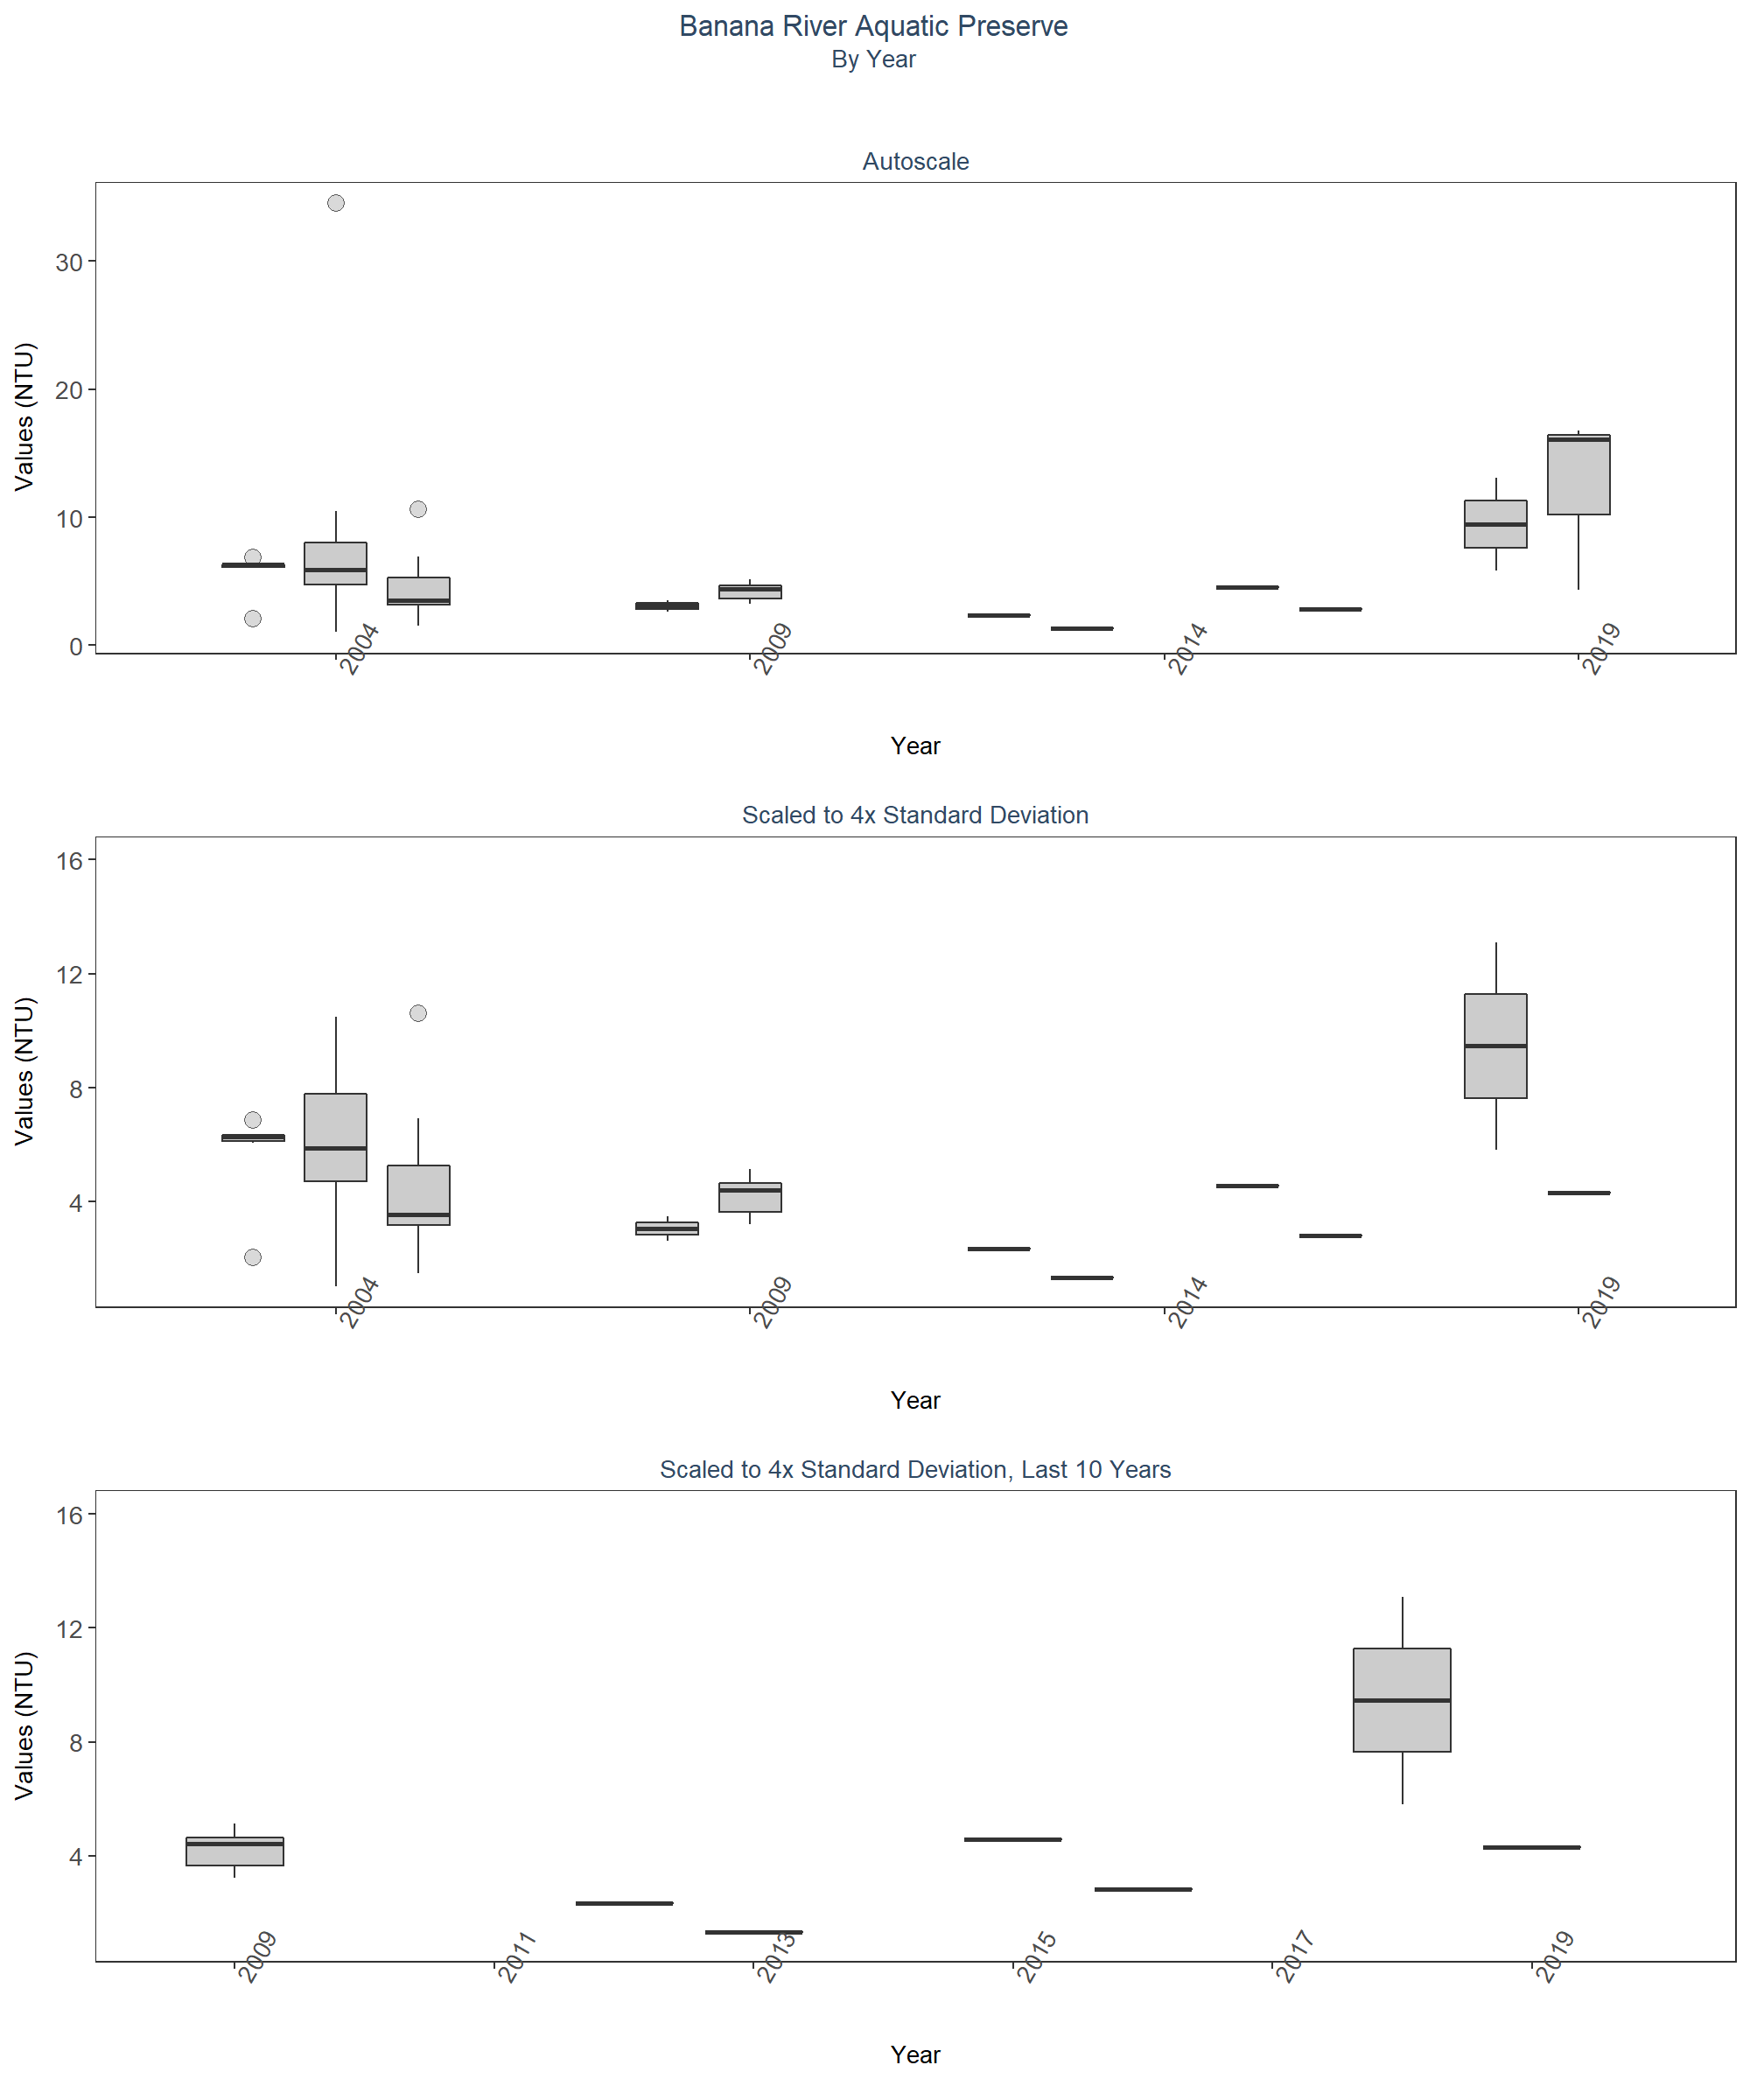 Banana River Aquatic Preserve
By Year
Autoscale
Values (NTU)
30
20
10
0
2004
2009
2014
2019
Year
Scaled to 4x Standard Deviation
Values (NTU)
16
12
8
4
2004
2009
2014
2019
Year
Scaled to 4x Standard Deviation, Last 10 Years
Values (NTU)
16
12
8
4
2009
2011
2013
2015
2017
2019
Year